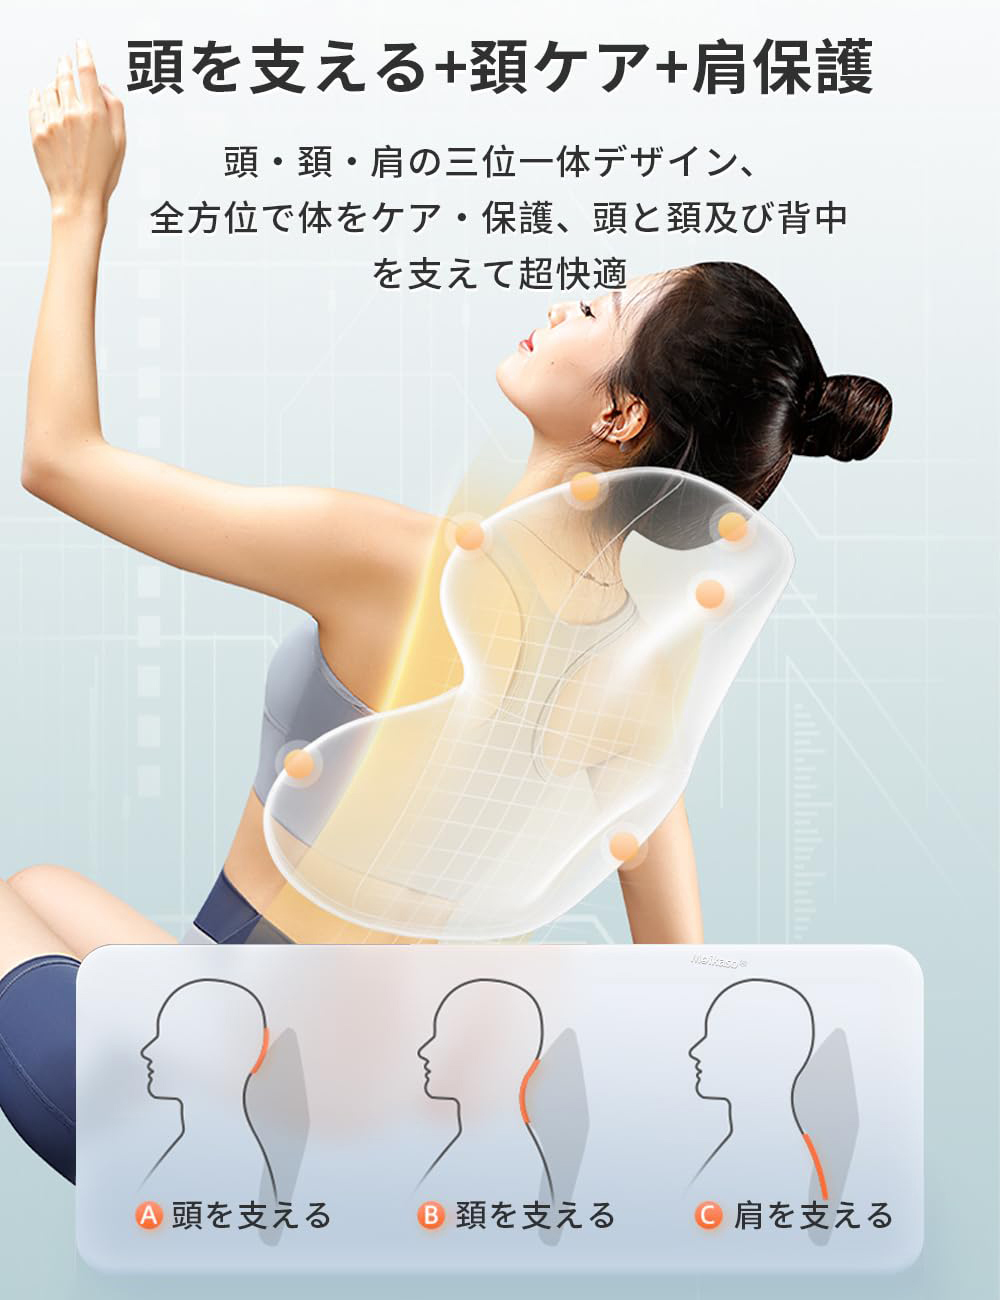 頭を支える+頚ケア+肩保護
頭・頚・肩の三位一体デザイン、
全方位で体をケア・保護、頭と頚及び背中
を支えて超快適
Meikaso®
A 頭を支える
B 頚を支える
C 肩を支える